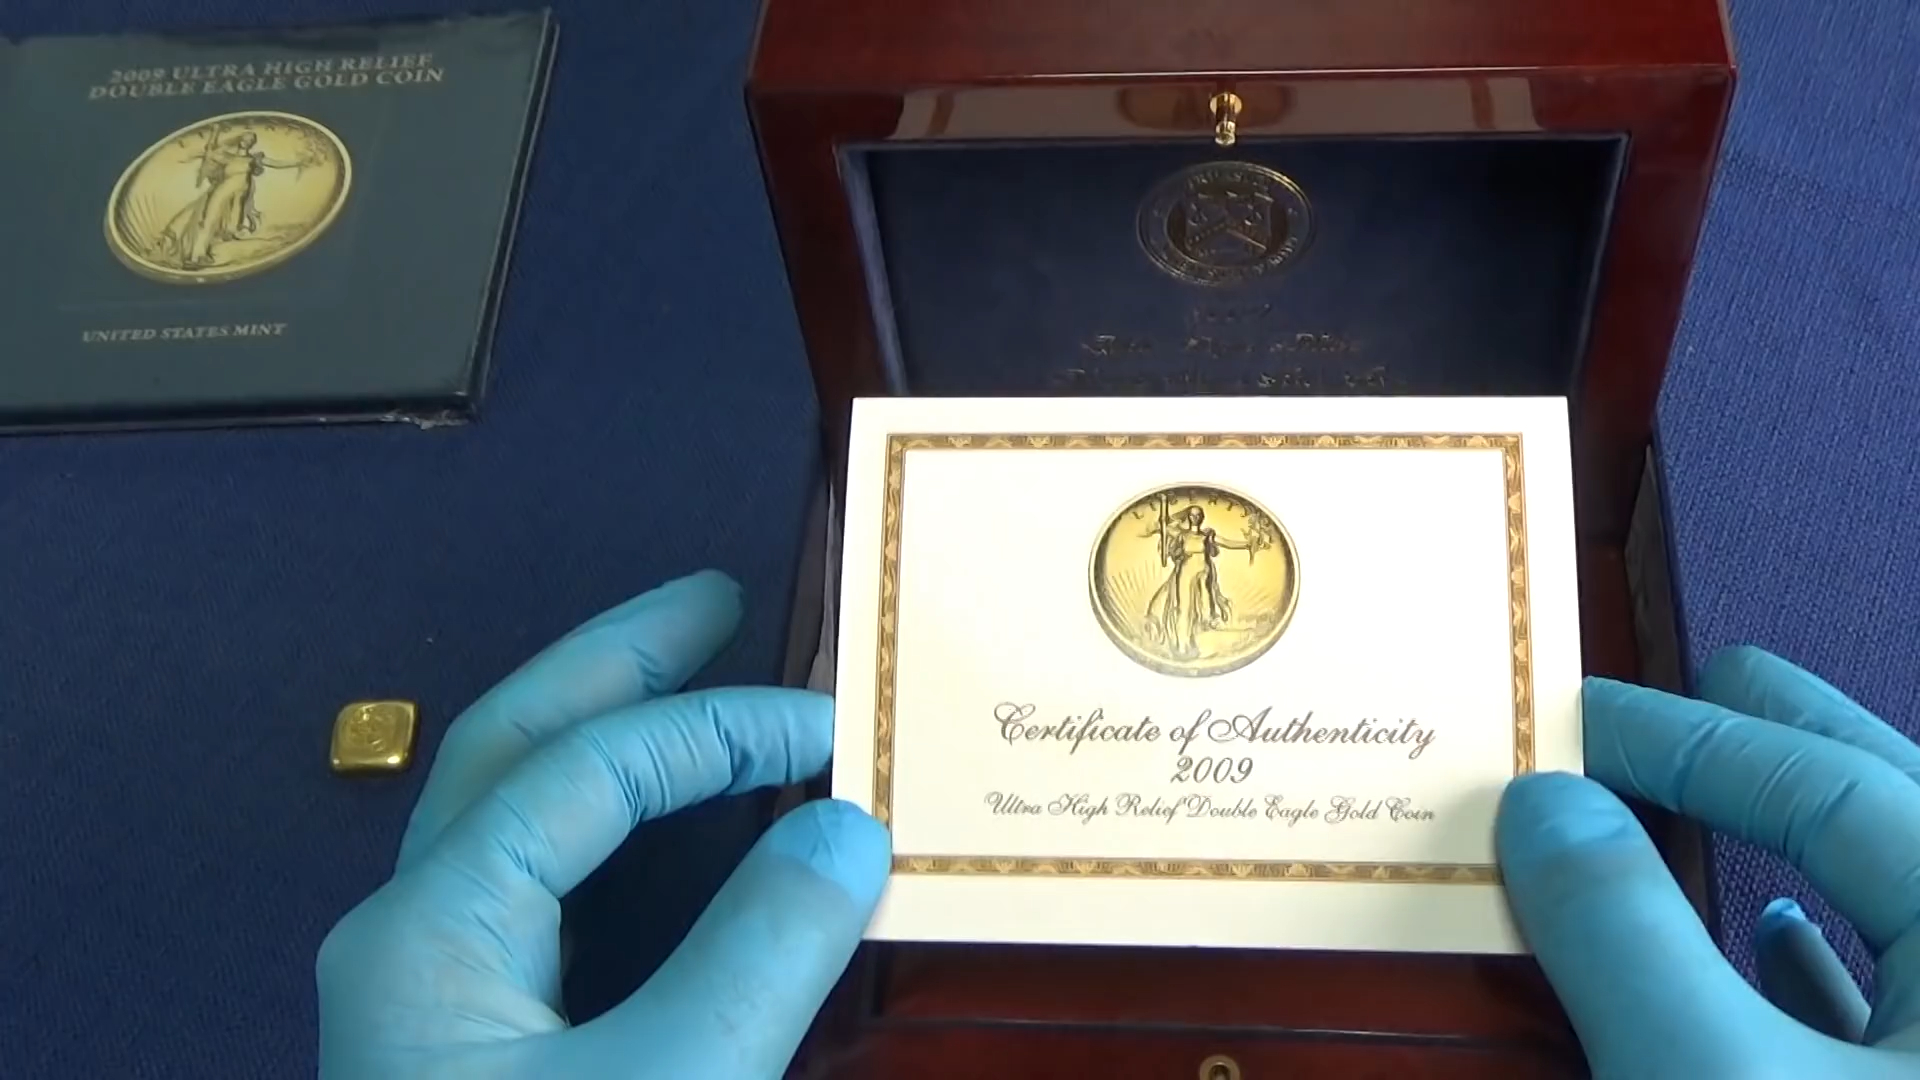 2009 ULTRA HIGH RELIEF
DOUBLE EAGLE GOLD COIN
UNITED STATES MINT
LIBERTY
Certificate of Authenticity
2009
Ultra High Relief Double Eagle Gold Coin